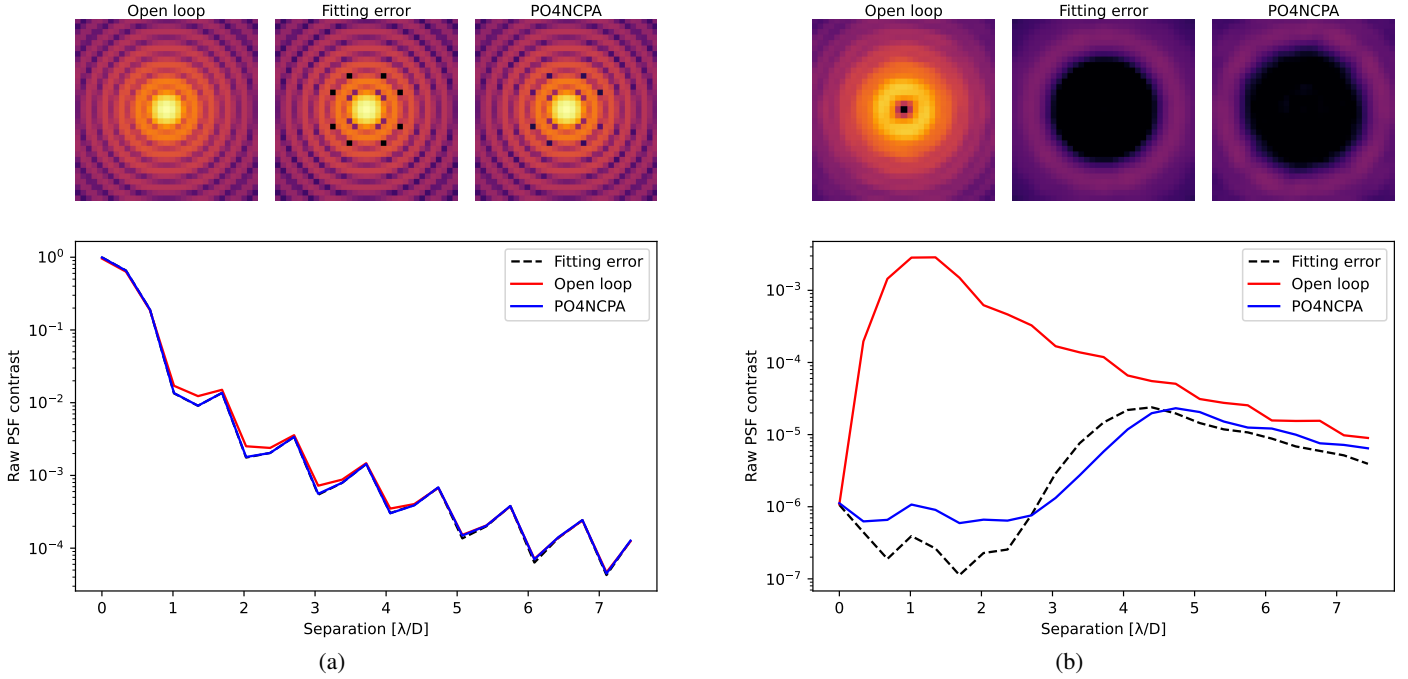 Open loop Fitting error PO4NCPA
10⁰
10⁻¹
10⁻²
10⁻³
10⁻⁴
Raw PSF contrast
Fitting error
Open loop
PO4NCPA
0 1 2 3 4 5 6 7
Separation [λ/D]
(a)
Open loop Fitting error PO4NCPA
10⁻³
10⁻⁴
10⁻⁵
10⁻⁶
10⁻⁷
Raw PSF contrast
Fitting error
Open loop
PO4NCPA
0 1 2 3 4 5 6 7
Separation [λ/D]
(b)